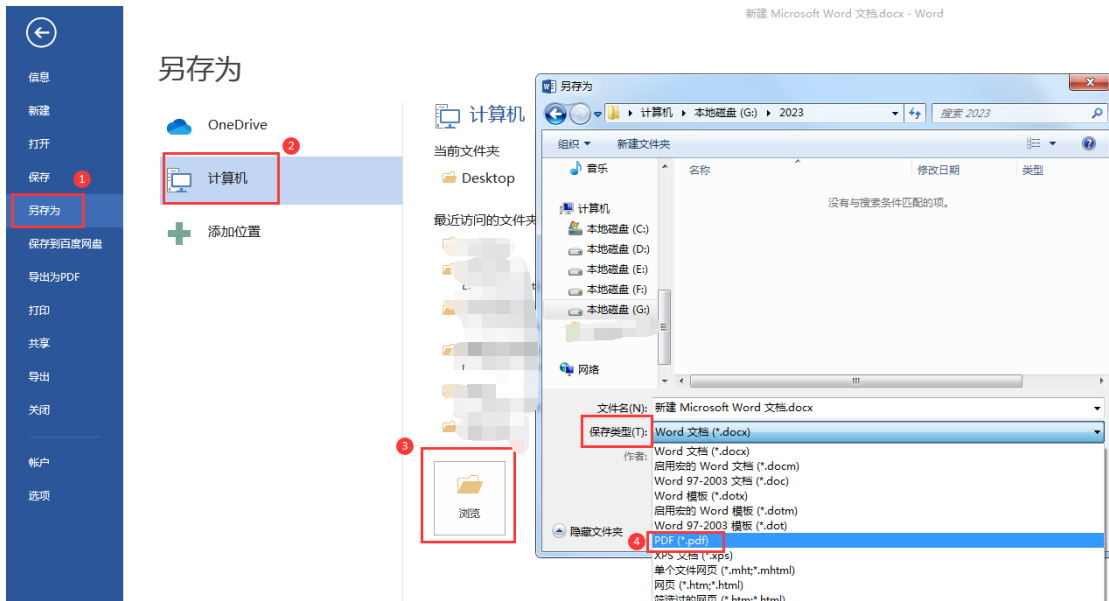 新建 Microsoft Word 文档.docx - Word
信息
新建
打开
保存
1
另存为
保存到百度网盘
导出为PDF
打印
共享
导出
关闭
帐户
选项
另存为
OneDrive
2
计算机
添加位置
计算机
当前文件夹
Desktop
最近访问的文件夹
3
浏览
另存为
计算机 本地磁盘 (G:) 2023
搜索 2023
组织 新建文件夹
音乐
计算机
本地磁盘 (C:)
本地磁盘 (D:)
本地磁盘 (E:)
本地磁盘 (F:)
本地磁盘 (G:)
网络
名称 修改日期 类型
没有与搜索条件匹配的项。
文件名(N): 新建 Microsoft Word 文档.docx
保存类型(T): Word 文档 (*.docx)
作者:
Word 文档 (*.docx)
启用宏的 Word 文档 (*.docm)
Word 97-2003 文档 (*.doc)
Word 模板 (*.dotx)
启用宏的 Word 模板 (*.dotm)
Word 97-2003 模板 (*.dot)
隐藏文件夹
4
PDF (*.pdf)
XPS 文档 (*.xps)
单个文件网页 (*.mht;*.mhtml)
网页 (*.htm;*.html)
筛选过的网页 (*.htm;*.html)